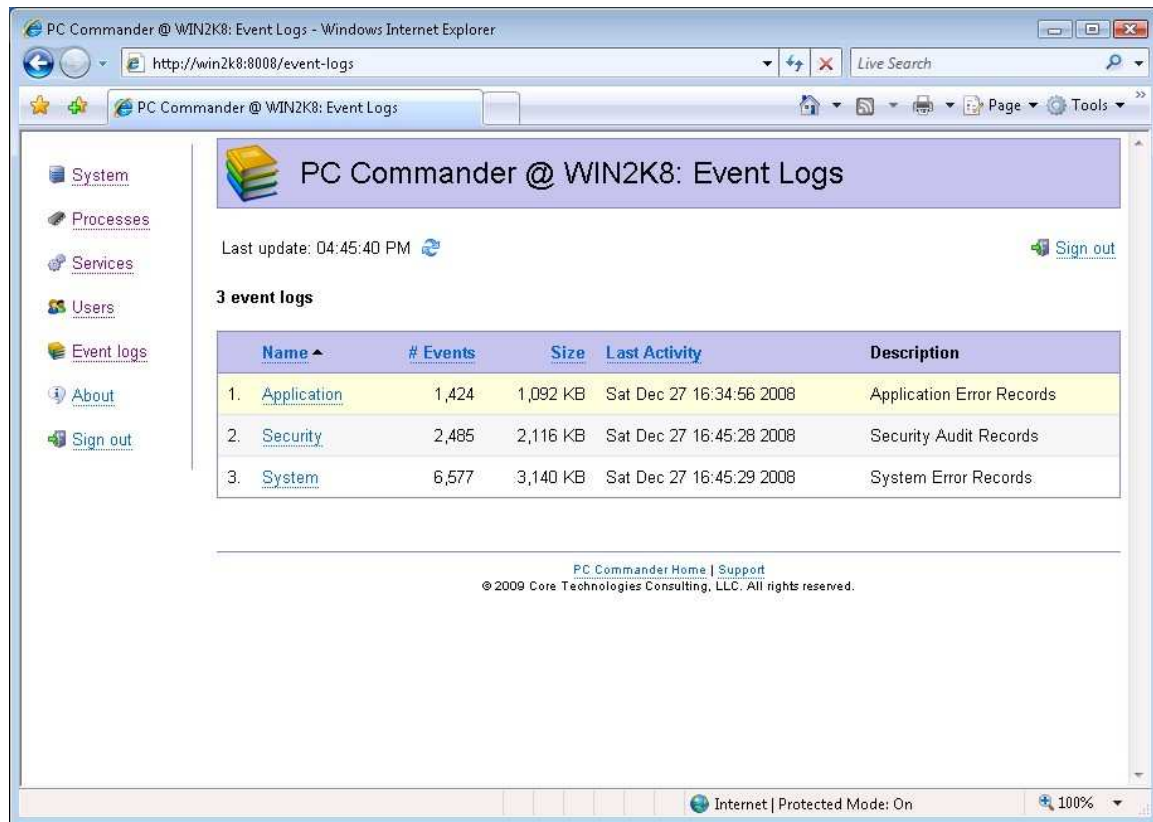 PC Commander @ WIN2K8: Event Logs - Windows Internet Explorer
http://win2k8:8008/event-logs
Live Search
PC Commander @ WIN2K8: Event Logs
Page
Tools
System
Processes
Services
Users
Event logs
About
Sign out
PC Commander @ WIN2K8: Event Logs
Last update: 04:45:40 PM
Sign out
3 event logs
Name # Events Size Last Activity Description
1. Application 1,424 1,092 KB Sat Dec 27 16:34:56 2008 Application Error Records
2. Security 2,485 2,116 KB Sat Dec 27 16:45:28 2008 Security Audit Records
3. System 6,577 3,140 KB Sat Dec 27 16:45:29 2008 System Error Records
PC Commander Home | Support
© 2009 Core Technologies Consulting, LLC. All rights reserved.
Internet | Protected Mode: On
100%